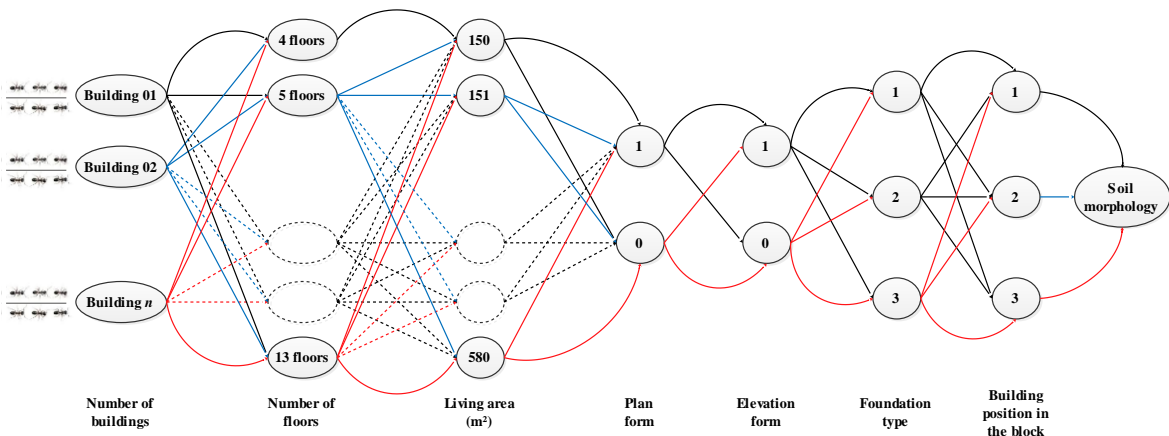 4 floors
150
Building 01
5 floors
151
1
1
Building 02
1
1
2
2
Soil
morphology
0
0
Building n
3
3
13 floors
580
Number of
buildings
Number of
floors
Living area
(m²)
Plan
form
Elevation
form
Foundation
type
Building
position in
the block